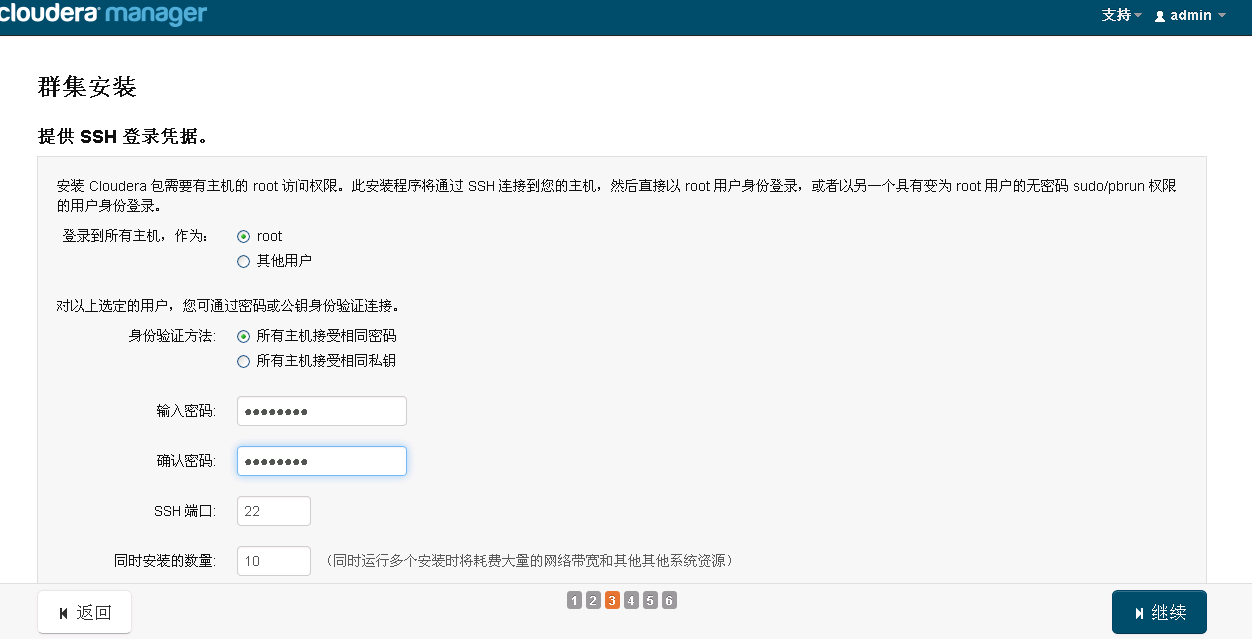 cloudera manager
支持 admin
群集安装
提供 SSH 登录凭据。
安装 Cloudera 包需要有主机的 root 访问权限。此安装程序将通过 SSH 连接到您的主机，然后直接以 root 用户身份登录，或者以另一个具有变为 root 用户的无密码 sudo/pbrun 权限
的用户身份登录。
登录到所有主机，作为： root
其他用户
对以上选定的用户，您可通过密码或公钥身份验证连接。
身份验证方法: 所有主机接受相同密码
所有主机接受相同私钥
输入密码: ●●●●●●●●
确认密码: ●●●●●●●●
SSH 端口: 22
同时安装的数量: 10 （同时运行多个安装时将耗费大量的网络带宽和其他其他系统资源）
返回 1 2 3 4 5 6 继续